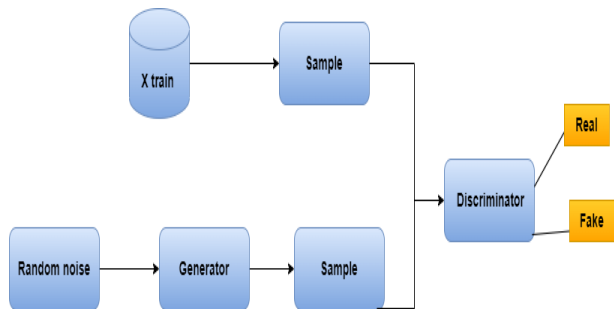 X train
Sample
Real
Discriminator
Fake
Random noise
Generator
Sample